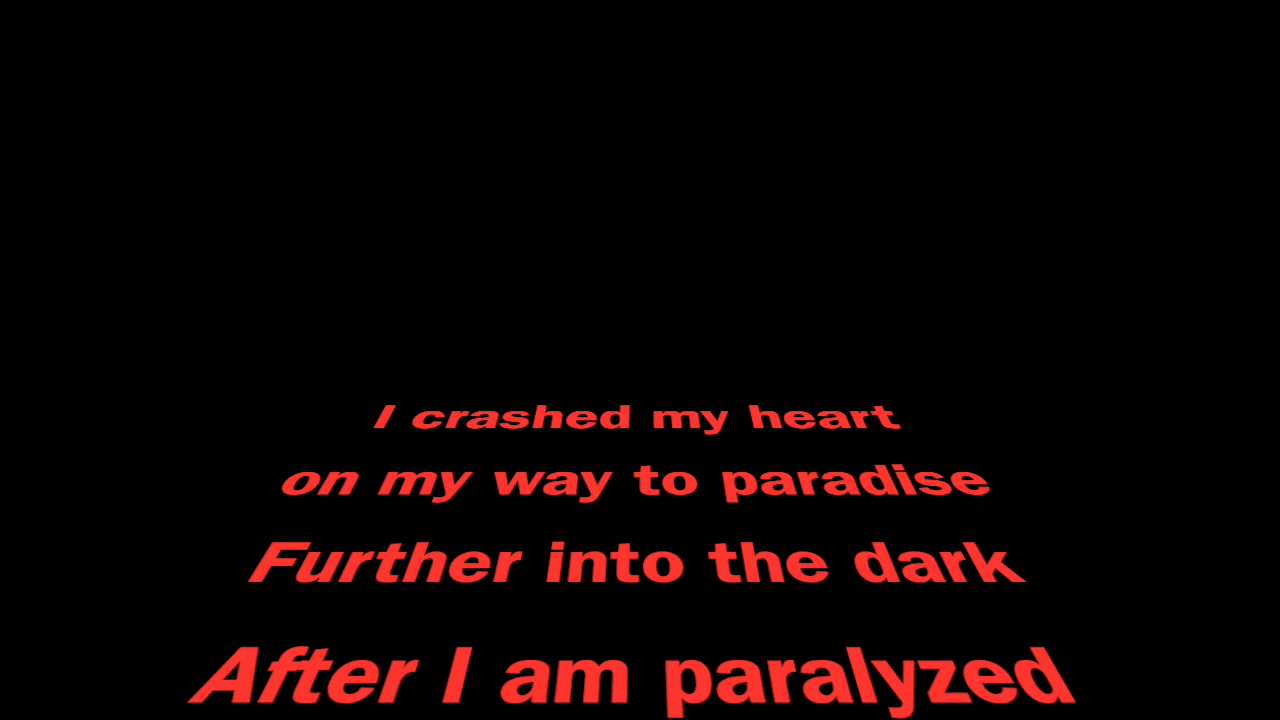 I crashed my heart
on my way to paradise
Further into the dark
After I am paralyzed